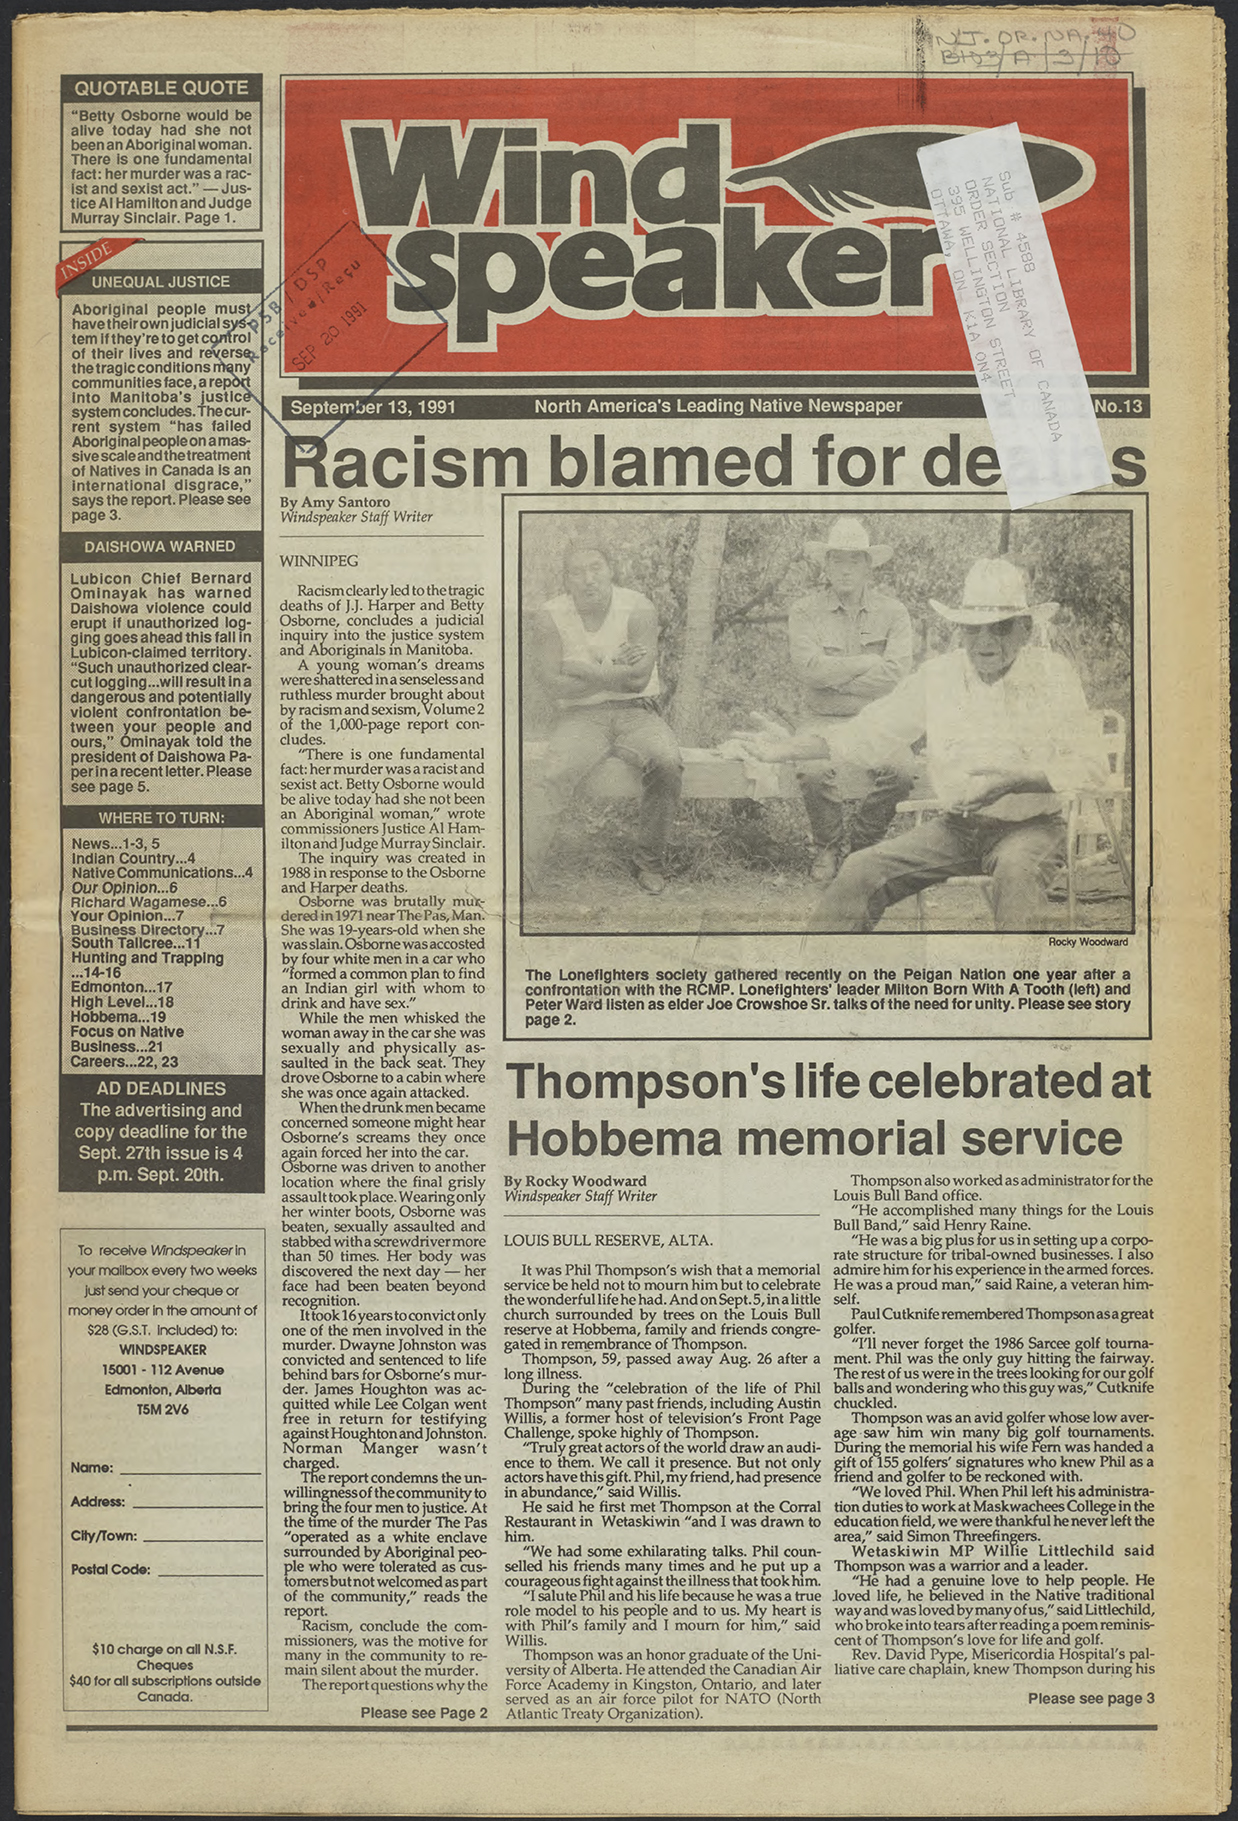 N.J. OR. NA. 40
BIDS/A/3/10
QUOTABLE QUOTE
"Betty Osborne would be
alive today had she not
been an Aboriginal woman.
There is one fundamental
fact: her murder was a rac-
ist and sexist act." — Jus-
tice Al Hamilton and Judge
Murray Sinclair. Page 1.
INSIDE
UNEQUAL JUSTICE
Aboriginal people must
have their own judicial sys-
tem if they're to get control
of their lives and reverse
the tragic conditions many
communities face, a report
into Manitoba's justice
system concludes. The cur-
rent system "has failed
Aboriginal people on a mas-
sive scale and the treatment
of Natives in Canada is an
international disgrace,"
says the report. Please see
page 3.
DAISHOWA WARNED
Lubicon Chief Bernard
Ominayak has warned
Daishowa violence could
erupt if unauthorized log-
ging goes ahead this fall in
Lubicon-claimed territory.
"Such unauthorized clear-
cut logging...will result in a
dangerous and potentially
violent confrontation be-
tween your people and
ours," Ominayak told the
president of Daishowa Pa-
per in a recent letter. Please
see page 5.
WHERE TO TURN:
News...1-3, 5
Indian Country...4
Native Communications...4
Our Opinion...6
Richard Wagamese...6
Your Opinion...7
Business Directory...7
South Tallcree...11
Hunting and Trapping
...14-16
Edmonton...17
High Level...18
Hobbema...19
Focus on Native
Business...21
Careers...22, 23
AD DEADLINES
The advertising and
copy deadline for the
Sept. 27th issue is 4
p.m. Sept. 20th.
To receive Windspeaker in
your mailbox every two weeks
just send your cheque or
money order in the amount of
$28 (G.S.T. included) to:
WINDSPEAKER
15001 - 112 Avenue
Edmonton, Alberta
T5M 2V6
Name:
Address:
City/Town:
Postal Code:
$10 charge on all N.S.F.
Cheques
$40 for all subscriptions outside
Canada.
Wind
speaker
PSB / DSP
Received/Reçu
SEP 20 1991
Sub # 4588
NATIONAL LIBRARY OF CANADA
ORDER SECTION
395 WELLINGTON STREET
OTTAWA, ON K1A 0N4
September 13, 1991
North America's Leading Native Newspaper
No.13
Racism blamed for de s
By Amy Santoro
Windspeaker Staff Writer
WINNIPEG
Racism clearly led to the tragic
deaths of J.J. Harper and Betty
Osborne, concludes a judicial
inquiry into the justice system
and Aboriginals in Manitoba.
A young woman's dreams
were shattered in a senseless and
ruthless murder brought about
by racism and sexism, Volume 2
of the 1,000-page report con-
cludes.
"There is one fundamental
fact: her murder was a racist and
sexist act. Betty Osborne would
be alive today had she not been
an Aboriginal woman," wrote
commissioners Justice Al Ham-
ilton and Judge Murray Sinclair.
The inquiry was created in
1988 in response to the Osborne
and Harper deaths.
Osborne was brutally mur-
dered in 1971 near The Pas, Man.
She was 19-years-old when she
was slain. Osborne was accosted
by four white men in a car who
"formed a common plan to find
an Indian girl with whom to
drink and have sex."
While the men whisked the
woman away in the car she was
sexually and physically as-
saulted in the back seat. They
drove Osborne to a cabin where
she was once again attacked.
When the drunk men became
concerned someone might hear
Osborne's screams they once
again forced her into the car.
Osborne was driven to another
location where the final grisly
assault took place. Wearing only
her winter boots, Osborne was
beaten, sexually assaulted and
stabbed with a screwdriver more
than 50 times. Her body was
discovered the next day — her
face had been beaten beyond
recognition.
It took 16 years to convict only
one of the men involved in the
murder. Dwayne Johnston was
convicted and sentenced to life
behind bars for Osborne's mur-
der. James Houghton was ac-
quitted while Lee Colgan went
free in return for testifying
against Houghton and Johnston.
Norman Manger wasn't
charged.
The report condemns the un-
willingness of the community to
bring the four men to justice. At
the time of the murder The Pas
"operated as a white enclave
surrounded by Aboriginal peo-
ple who were tolerated as cus-
tomers but not welcomed as part
of the community," reads the
report.
Racism, conclude the com-
missioners, was the motive for
many in the community to re-
main silent about the murder.
The report questions why the
Please see Page 2
Rocky Woodward
The Lonefighters society gathered recently on the Peigan Nation one year after a
confrontation with the RCMP. Lonefighters' leader Milton Born With A Tooth (left) and
Peter Ward listen as elder Joe Crowshoe Sr. talks of the need for unity. Please see story
page 2.
Thompson's life celebrated at
Hobbema memorial service
By Rocky Woodward
Windspeaker Staff Writer
LOUIS BULL RESERVE, ALTA.
It was Phil Thompson's wish that a memorial
service be held not to mourn him but to celebrate
the wonderful life he had. And on Sept. 5, in a little
church surrounded by trees on the Louis Bull
reserve at Hobbema, family and friends congre-
gated in remembrance of Thompson.
Thompson, 59, passed away Aug. 26 after a
long illness.
During the "celebration of the life of Phil
Thompson" many past friends, including Austin
Willis, a former host of television's Front Page
Challenge, spoke highly of Thompson.
"Truly great actors of the world draw an audi-
ence to them. We call it presence. But not only
actors have this gift. Phil, my friend, had presence
in abundance," said Willis.
He said he first met Thompson at the Corral
Restaurant in Wetaskiwin "and I was drawn to
him.
"We had some exhilarating talks. Phil coun-
selled his friends many times and he put up a
courageous fight against the illness that took him.
"I salute Phil and his life because he was a true
role model to his people and to us. My heart is
with Phil's family and I mourn for him," said
Willis.
Thompson was an honor graduate of the Uni-
versity of Alberta. He attended the Canadian Air
Force Academy in Kingston, Ontario, and later
served as an air force pilot for NATO (North
Atlantic Treaty Organization).
Thompson also worked as administrator for the
Louis Bull Band office.
"He accomplished many things for the Louis
Bull Band," said Henry Raine.
"He was a big plus for us in setting up a corpo-
rate structure for tribal-owned businesses. I also
admire him for his experience in the armed forces.
He was a proud man," said Raine, a veteran him-
self.
Paul Cutknife remembered Thompson as a great
golfer.
"I'll never forget the 1986 Sarcee golf tourna-
ment. Phil was the only guy hitting the fairway.
The rest of us were in the trees looking for our golf
balls and wondering who this guy was," Cutknife
chuckled.
Thompson was an avid golfer whose low aver-
age saw him win many big golf tournaments.
During the memorial his wife Fern was handed a
gift of 155 golfers' signatures who knew Phil as a
friend and golfer to be reckoned with.
"We loved Phil. When Phil left his administra-
tion duties to work at Maskwachees College in the
education field, we were thankful he never left the
area," said Simon Threefingers.
Wetaskiwin MP Willie Littlechild said
Thompson was a warrior and a leader.
"He had a genuine love to help people. He
loved life, he believed in the Native traditional
way and was loved by many of us," said Littlechild,
who broke into tears after reading a poem reminis-
cent of Thompson's love for life and golf.
Rev. David Pype, Misericordia Hospital's pal-
liative care chaplain, knew Thompson during his
Please see page 3